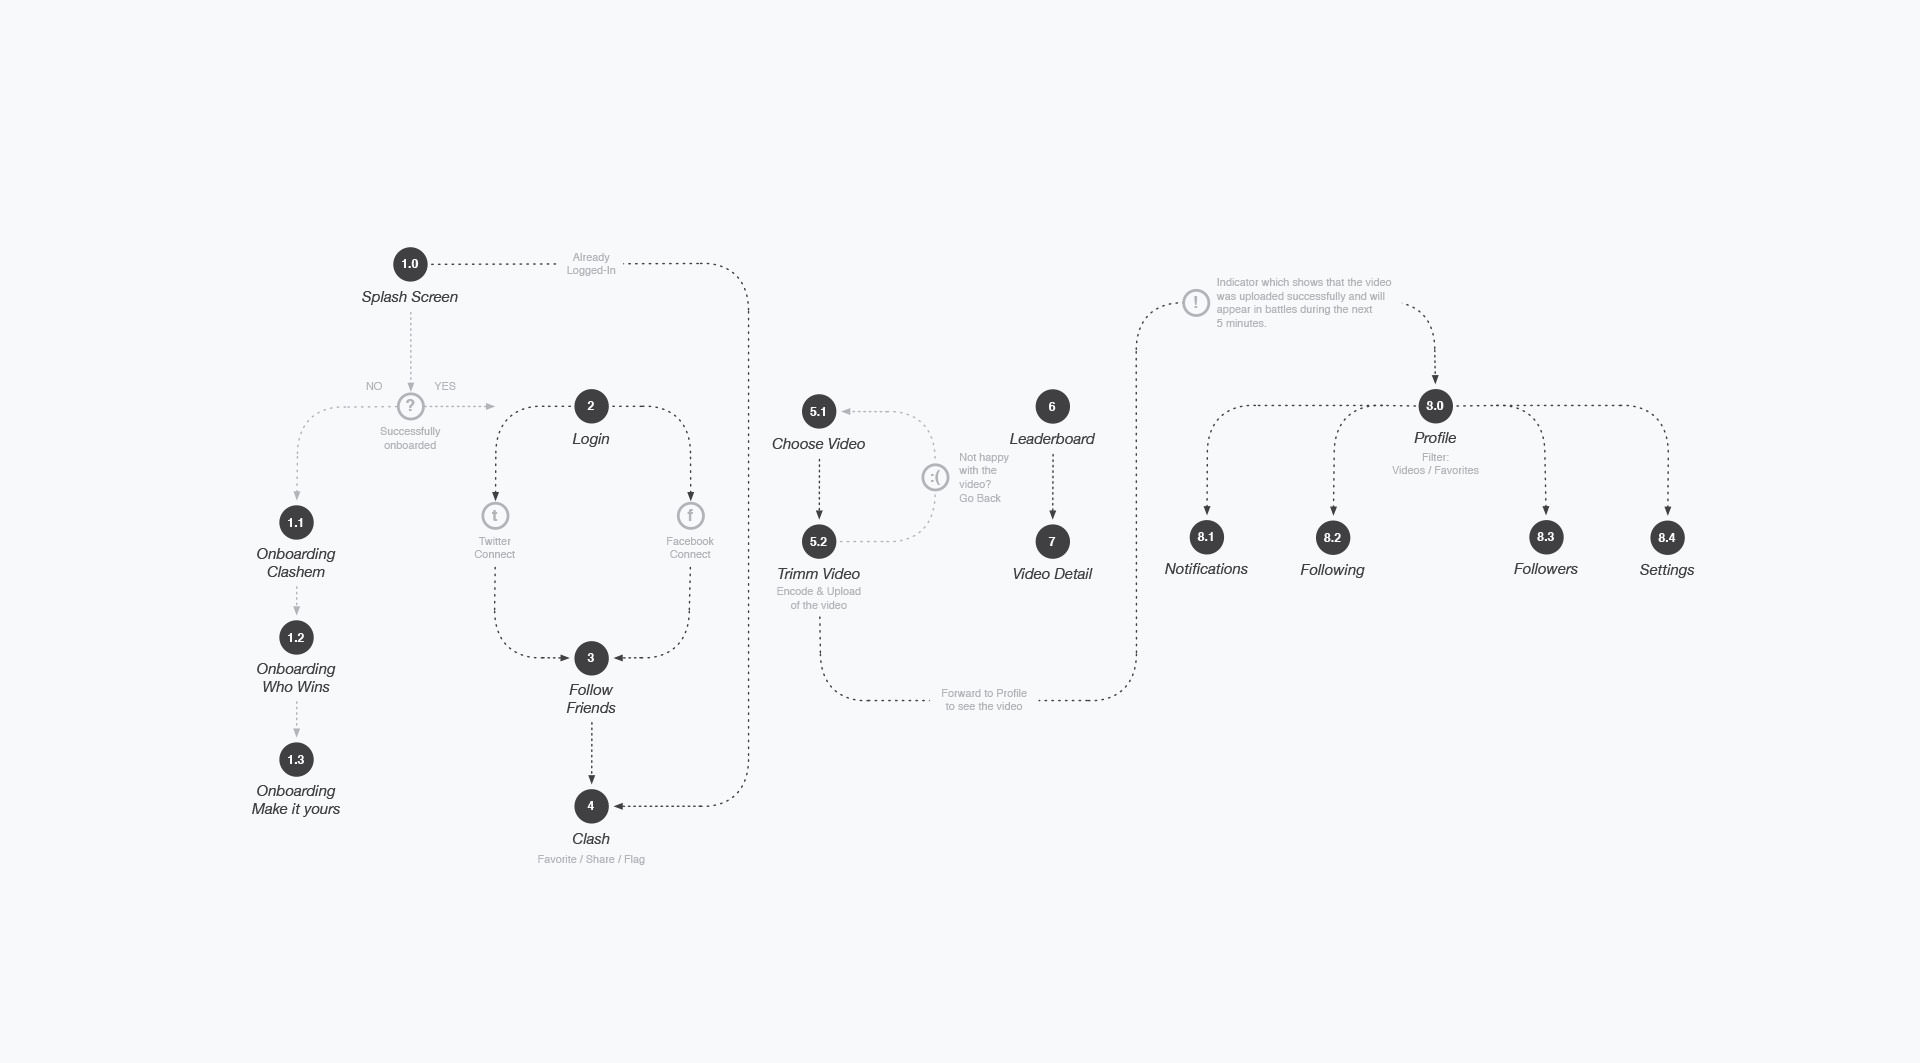 1.0
Splash Screen
Already
Logged-In
NO
YES
?
Successfully
onboarded
1.1
Onboarding
Clashem
1.2
Onboarding
Who Wins
1.3
Onboarding
Make it yours
2
Login
t
Twitter
Connect
f
Facebook
Connect
3
Follow
Friends
4
Clash
Favorite / Share / Flag
5.1
Choose Video
:(
Not happy
with the
video?
Go Back
5.2
Trimm Video
Encode & Upload
of the video
Forward to Profile
to see the video
6
Leaderboard
7
Video Detail
!
Indicator which shows that the video
was uploaded successfully and will
appear in battles during the next
5 minutes.
8.0
Profile
Filter:
Videos / Favorites
8.1
Notifications
8.2
Following
8.3
Followers
8.4
Settings